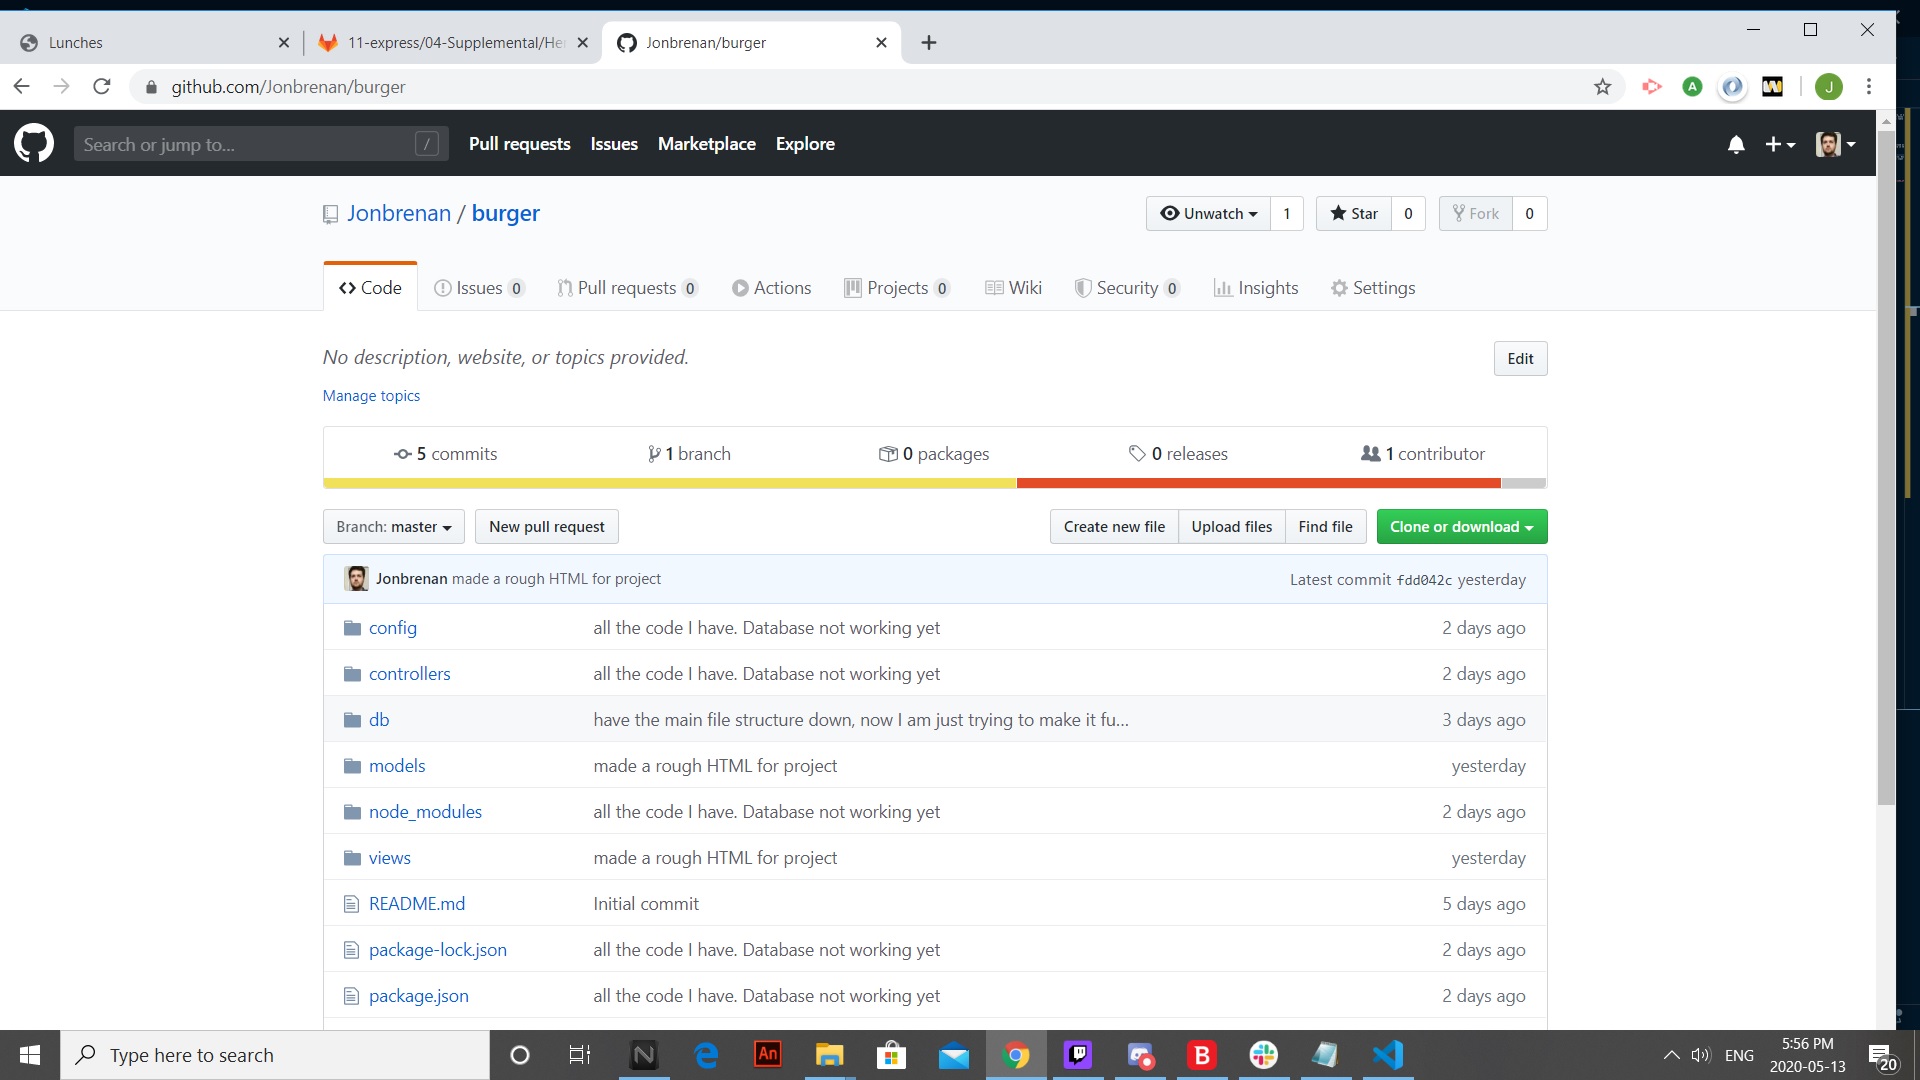 Lunches
11-express/04-Supplemental/He
Jonbrenan/burger
github.com/Jonbrenan/burger
A
W
J
Search or jump to... /
Pull requests Issues Marketplace Explore
Jonbrenan / burger
Unwatch 1 Star 0 Fork 0
Code Issues 0 Pull requests 0 Actions Projects 0 Wiki Security 0 Insights Settings
No description, website, or topics provided.
Edit
Manage topics
5 commits 1 branch 0 packages 0 releases 1 contributor
Branch: master New pull request Create new file Upload files Find file Clone or download
Jonbrenan made a rough HTML for project Latest commit fdd042c yesterday
config all the code I have. Database not working yet 2 days ago
controllers all the code I have. Database not working yet 2 days ago
db have the main file structure down, now I am just trying to make it fu... 3 days ago
models made a rough HTML for project yesterday
node_modules all the code I have. Database not working yet 2 days ago
views made a rough HTML for project yesterday
README.md Initial commit 5 days ago
package-lock.json all the code I have. Database not working yet 2 days ago
package.json all the code I have. Database not working yet 2 days ago
Type here to search
N
An
B
ENG
5:56 PM
2020-05-13
20